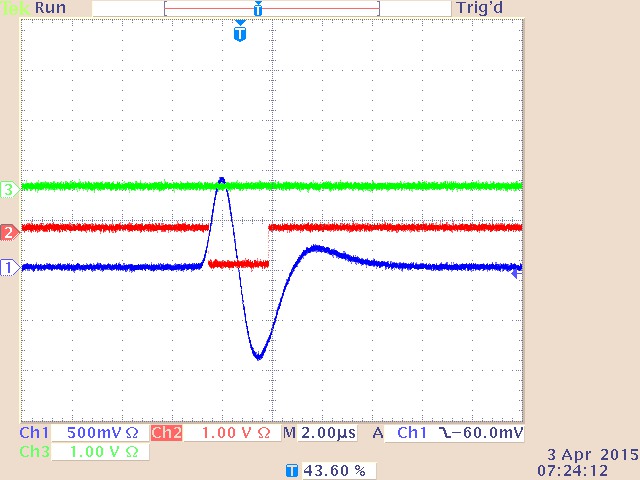 Tek Run Trig'd
T
T
3
2
1
Ch1 500mV Ω Ch2 1.00 V Ω M 2.00µs A Ch1 ꓶ −60.0mV
Ch3 1.00 V Ω
3 Apr 2015
T 43.60 % 07:24:12